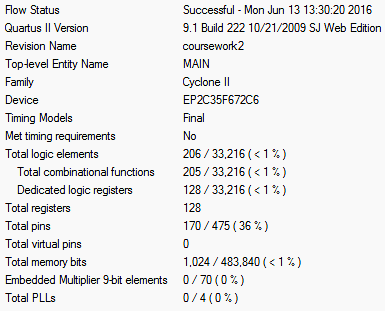 Flow Status Successful - Mon Jun 13 13:30:20 2016
Quartus II Version 9.1 Build 222 10/21/2009 SJ Web Edition
Revision Name coursework2
Top-level Entity Name MAIN
Family Cyclone II
Device EP2C35F672C6
Timing Models Final
Met timing requirements No
Total logic elements 206 / 33,216 ( < 1 % )
Total combinational functions 205 / 33,216 ( < 1 % )
Dedicated logic registers 128 / 33,216 ( < 1 % )
Total registers 128
Total pins 170 / 475 ( 36 % )
Total virtual pins 0
Total memory bits 1,024 / 483,840 ( < 1 % )
Embedded Multiplier 9-bit elements 0 / 70 ( 0 % )
Total PLLs 0 / 4 ( 0 % )